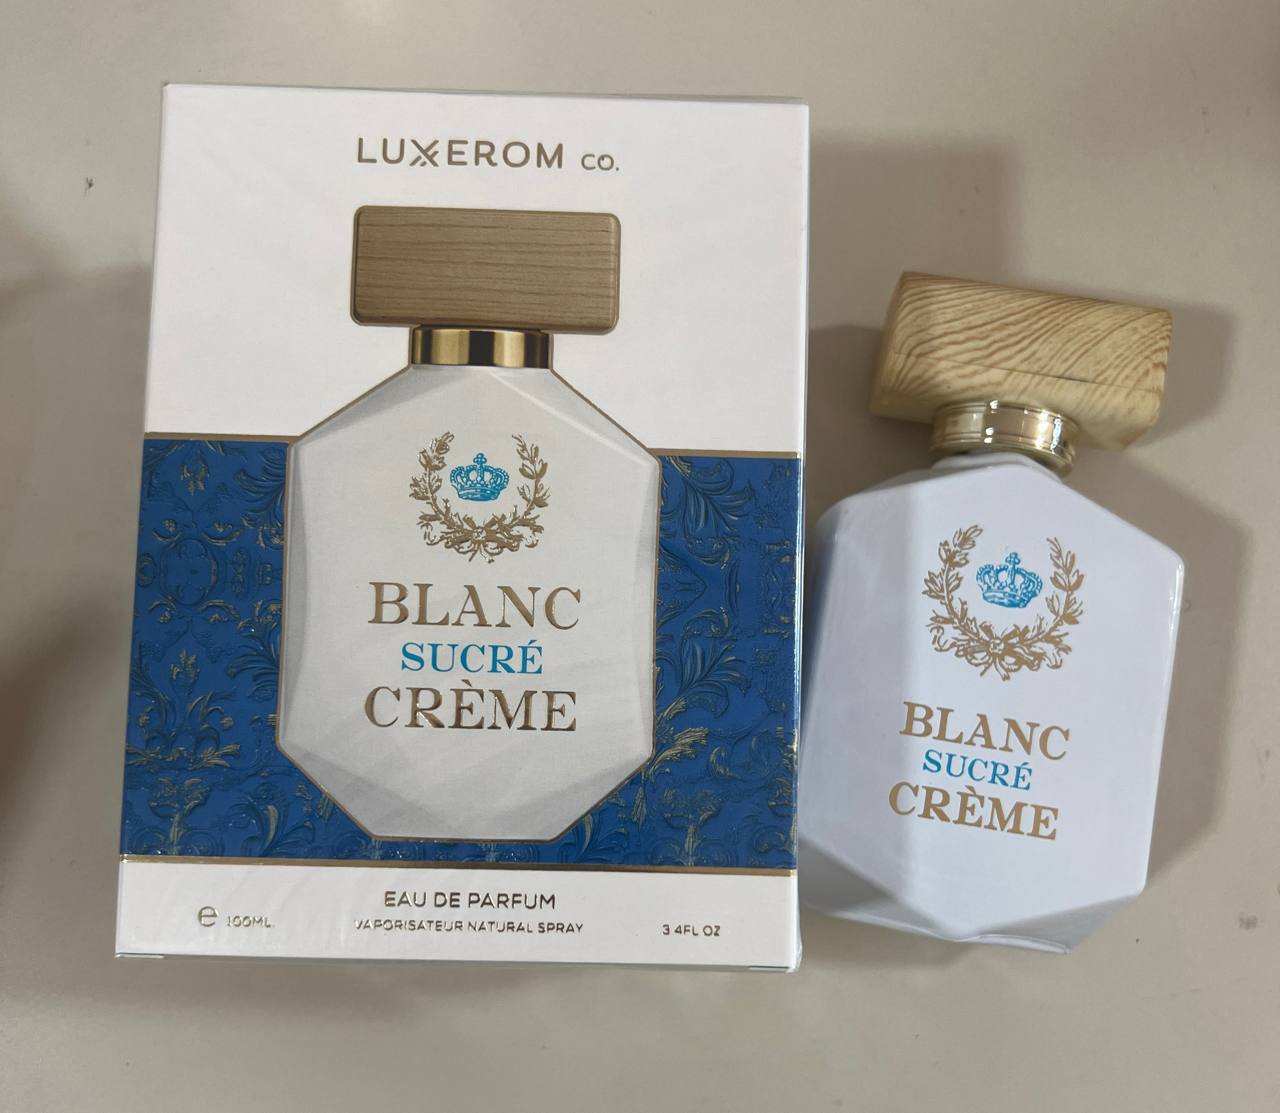 LUXEROM CO.
BLANC
SUCRÉ
CRÈME
EAU DE PARFUM
VAPORISATEUR NATURAL SPRAY
e 100ML
3.4FL OZ
BLANC
SUCRÉ
CRÈME